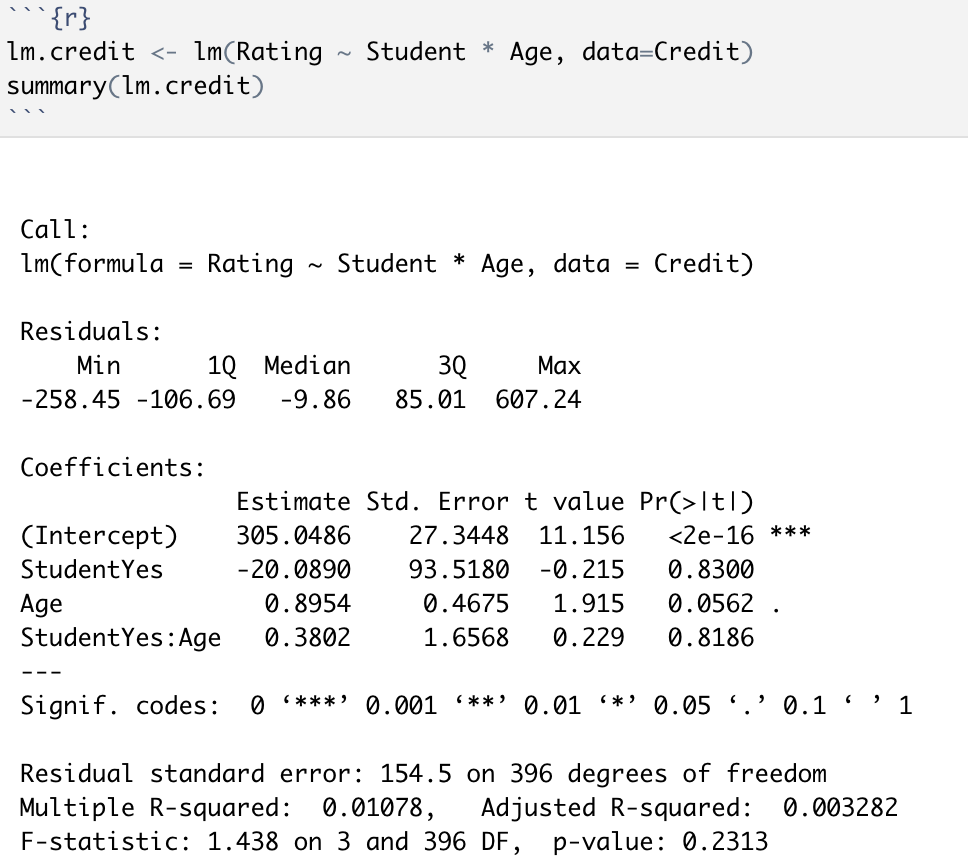 ```{r}
lm.credit <- lm(Rating ~ Student * Age, data=Credit)
summary(lm.credit)
```
Call:
lm(formula = Rating ~ Student * Age, data = Credit)
Residuals:
    Min      1Q  Median      3Q     Max
-258.45 -106.69   -9.86   85.01  607.24
Coefficients:
               Estimate Std. Error t value Pr(>|t|)
(Intercept)    305.0486    27.3448  11.156   <2e-16 ***
StudentYes     -20.0890    93.5180  -0.215   0.8300
Age              0.8954     0.4675   1.915   0.0562 .
StudentYes:Age   0.3802     1.6568   0.229   0.8186
---
Signif. codes:  0 ‘***’ 0.001 ‘**’ 0.01 ‘*’ 0.05 ‘.’ 0.1 ‘ ’ 1
Residual standard error: 154.5 on 396 degrees of freedom
Multiple R-squared:  0.01078,   Adjusted R-squared:  0.003282
F-statistic: 1.438 on 3 and 396 DF,  p-value: 0.2313